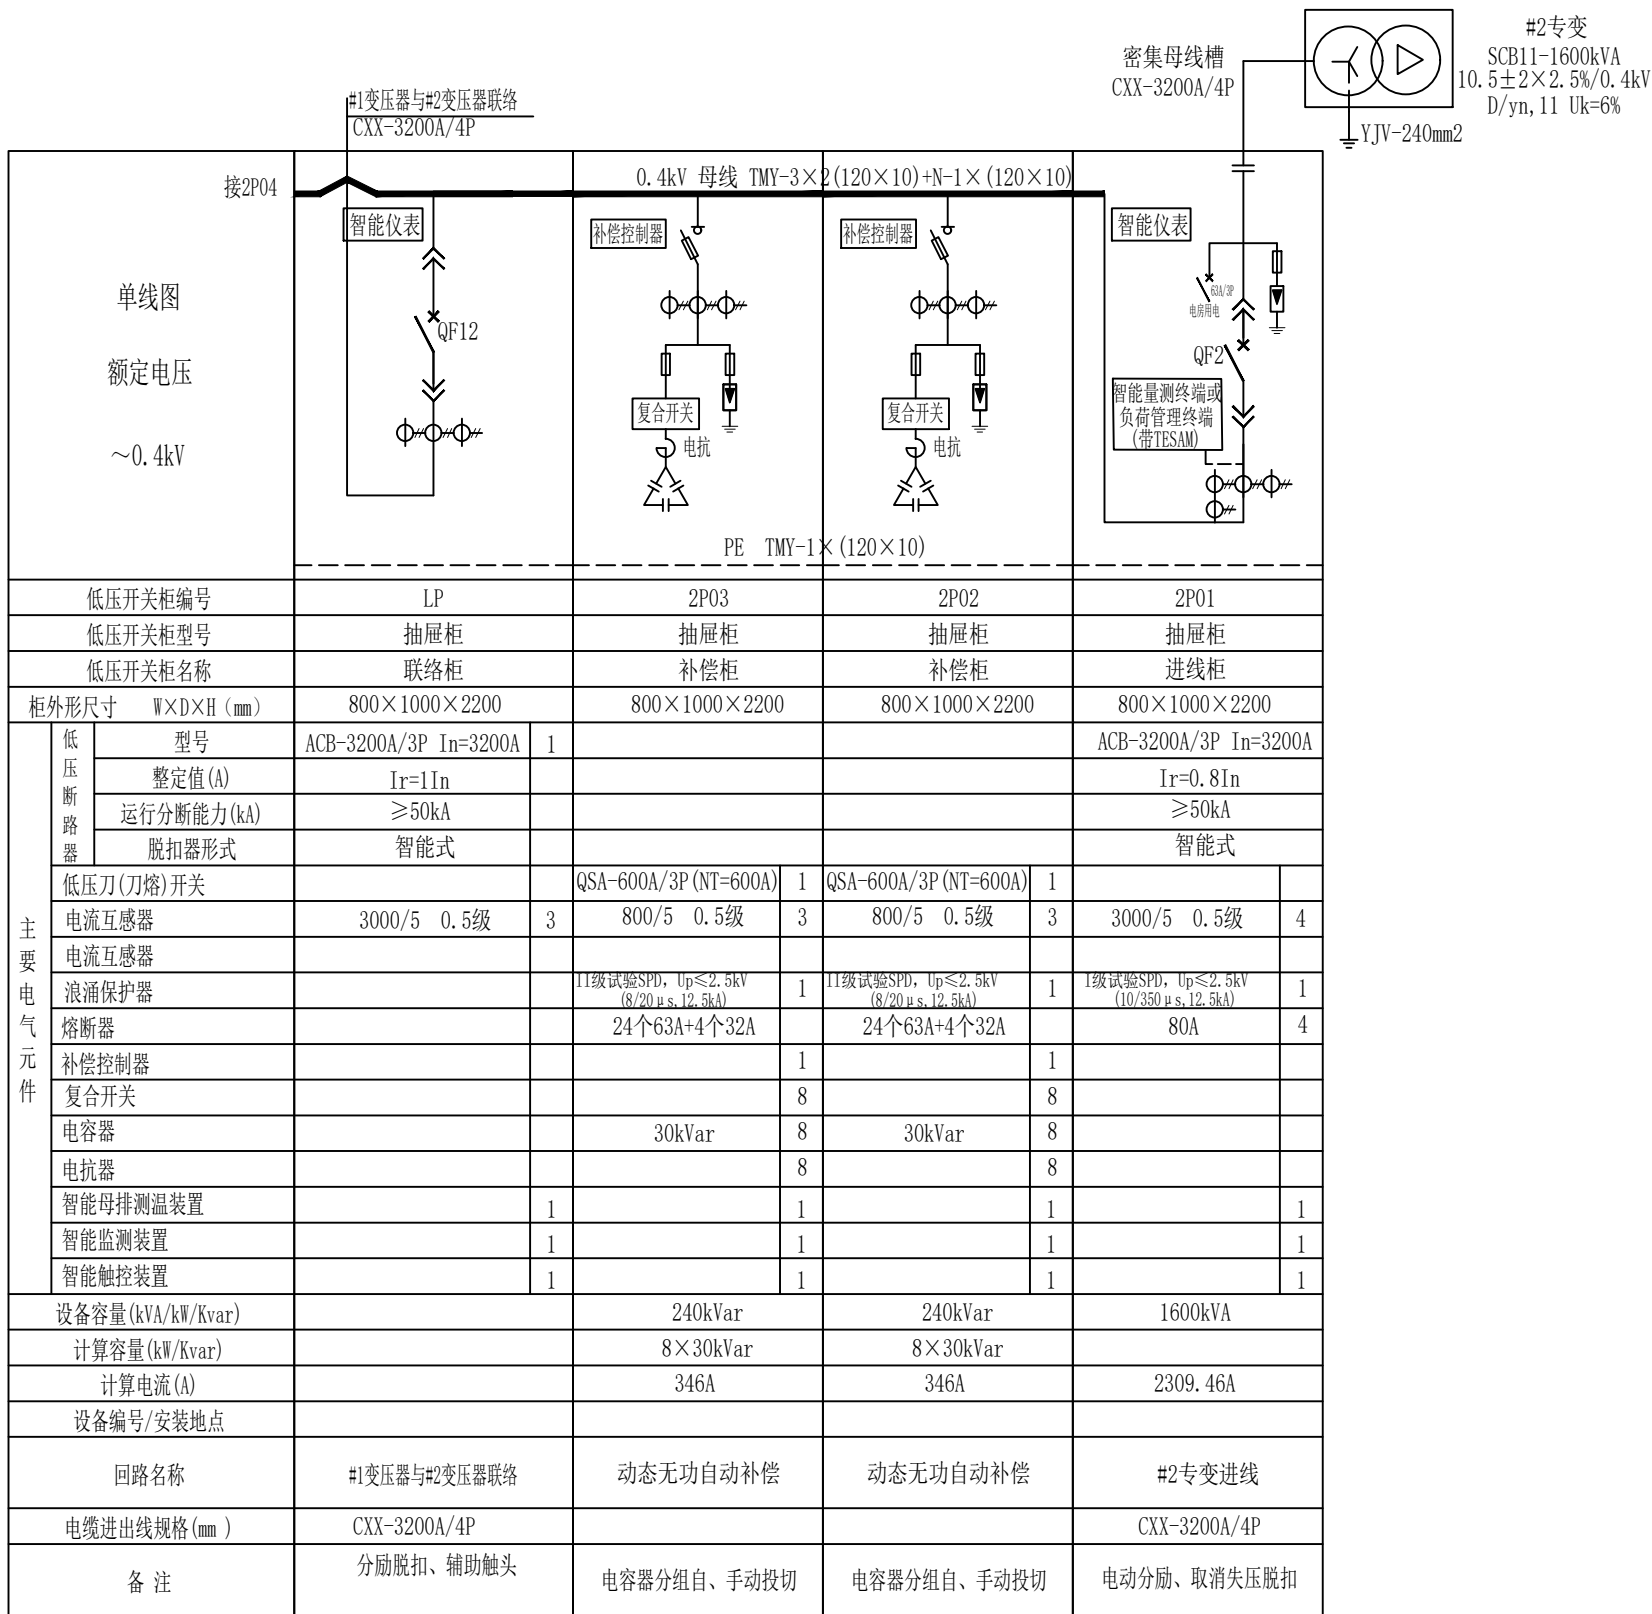 #2专变
SCB11-1600kVA
10.5±2×2.5%/0.4kV
D/yn,11 Uk=6%
密集母线槽
CXX-3200A/4P
YJV-240mm2
#1变压器与#2变压器联络
CXX-3200A/4P
接2P04
0.4kV 母线 TMY-3×2(120×10)+N-1×(120×10)
智能仪表
补偿控制器
补偿控制器
智能仪表
单线图
额定电压
～0.4kV
QF12
63A/3P
电房用电
QF2
智能量测终端或
负荷管理终端
(带TESAM)
复合开关
电抗
复合开关
电抗
PE TMY-1×(120×10)
低压开关柜编号 LP 2P03 2P02 2P01
低压开关柜型号 抽屉柜 抽屉柜 抽屉柜 抽屉柜
低压开关柜名称 联络柜 补偿柜 补偿柜 进线柜
柜外形尺寸 W×D×H（mm） 800×1000×2200 800×1000×2200 800×1000×2200 800×1000×2200
主要电气元件
低压断路器
型号 ACB-3200A/3P In=3200A 1 ACB-3200A/3P In=3200A
整定值(A) Ir=1In Ir=0.8In
运行分断能力(kA) ≥50kA ≥50kA
脱扣器形式 智能式 智能式
低压刀(刀熔)开关 QSA-600A/3P(NT=600A) 1 QSA-600A/3P(NT=600A) 1
电流互感器 3000/5 0.5级 3 800/5 0.5级 3 800/5 0.5级 3 3000/5 0.5级 4
电流互感器
浪涌保护器 II级试验SPD，Up≤2.5kV (8/20μs,12.5kA) 1 II级试验SPD，Up≤2.5kV (8/20μs,12.5kA) 1 I级试验SPD，Up≤2.5kV (10/350μs,12.5kA) 1
熔断器 24个63A+4个32A 24个63A+4个32A 80A 4
补偿控制器 1 1
复合开关 8 8
电容器 30kVar 8 30kVar 8
电抗器 8 8
智能母排测温装置 1 1 1 1
智能监测装置 1 1 1 1
智能触控装置 1 1 1 1
设备容量(kVA/kW/Kvar) 240kVar 240kVar 1600kVA
计算容量(kW/Kvar) 8×30kVar 8×30kVar
计算电流(A) 346A 346A 2309.46A
设备编号/安装地点
回路名称 #1变压器与#2变压器联络 动态无功自动补偿 动态无功自动补偿 #2专变进线
电缆进出线规格(mm ) CXX-3200A/4P CXX-3200A/4P
备 注 分励脱扣、辅助触头 电容器分组自、手动投切 电容器分组自、手动投切 电动分励、取消失压脱扣